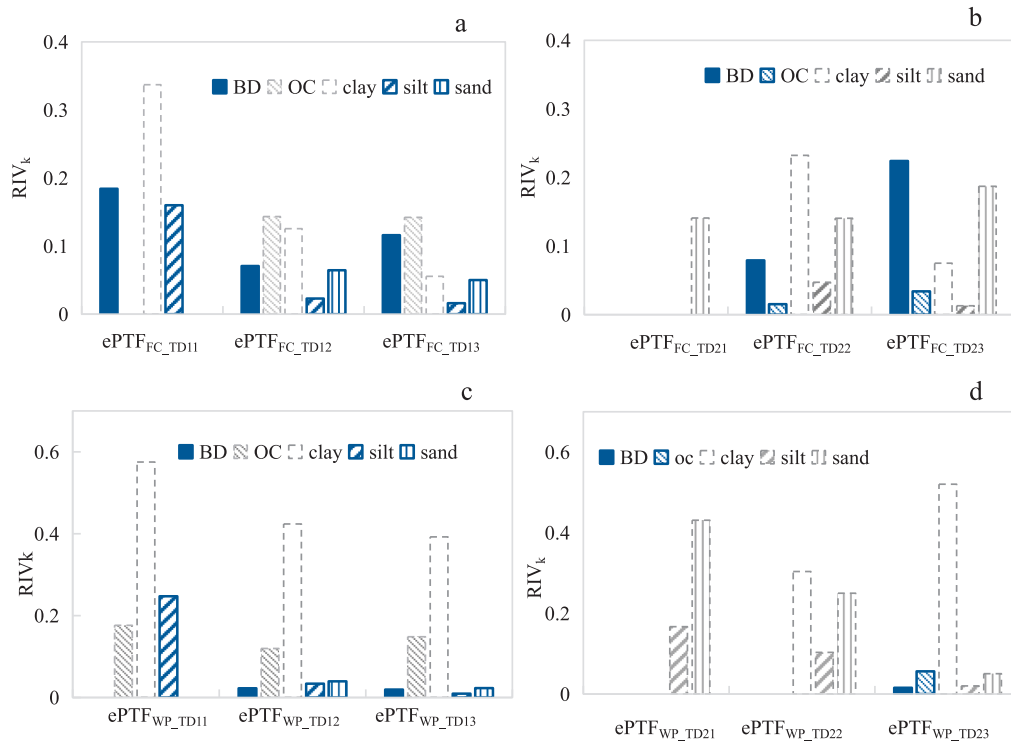 a
0.4
0.3
0.2
0.1
0
RIVk
BD OC clay silt sand
ePTFFC_TD11 ePTFFC_TD12 ePTFFC_TD13
b
0.4
0.3
0.2
0.1
0
RIVk
BD OC clay silt sand
ePTFFC_TD21 ePTFFC_TD22 ePTFFC_TD23
c
0.6
0.4
0.2
0
RIVk
BD OC clay silt sand
ePTFWP_TD11 ePTFWP_TD12 ePTFWP_TD13
d
0.6
0.4
0.2
0
RIVk
BD oc clay silt sand
ePTFWP_TD21 ePTFWP_TD22 ePTFWP_TD23